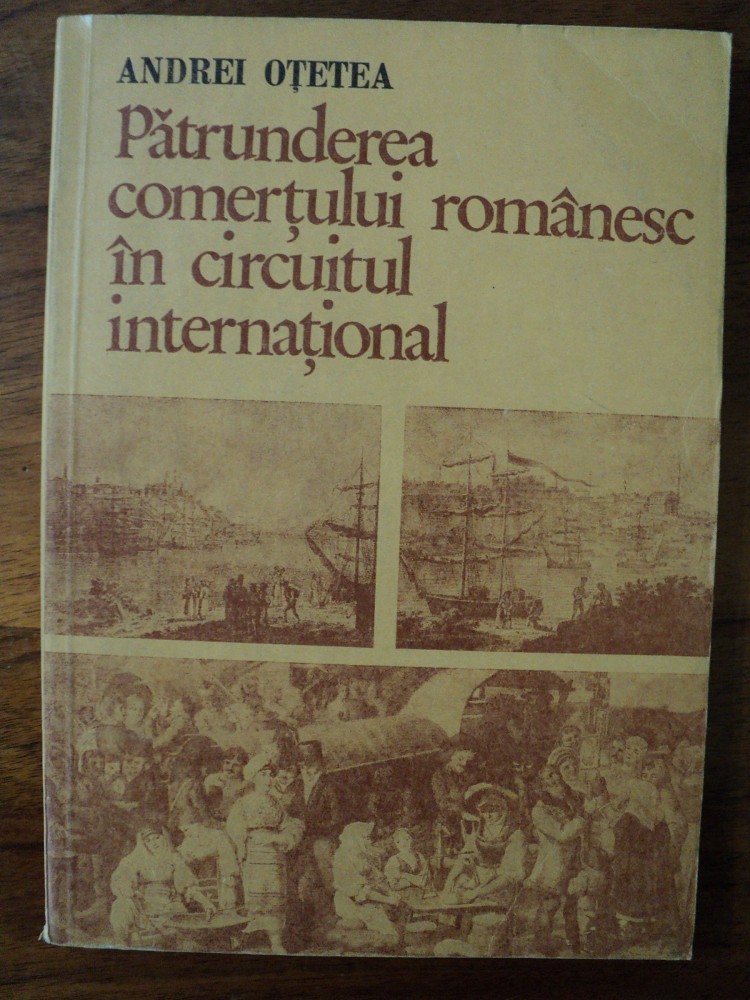 ANDREI OȚETEA
Pătrunderea
comerțului românesc
în circuitul
internațional